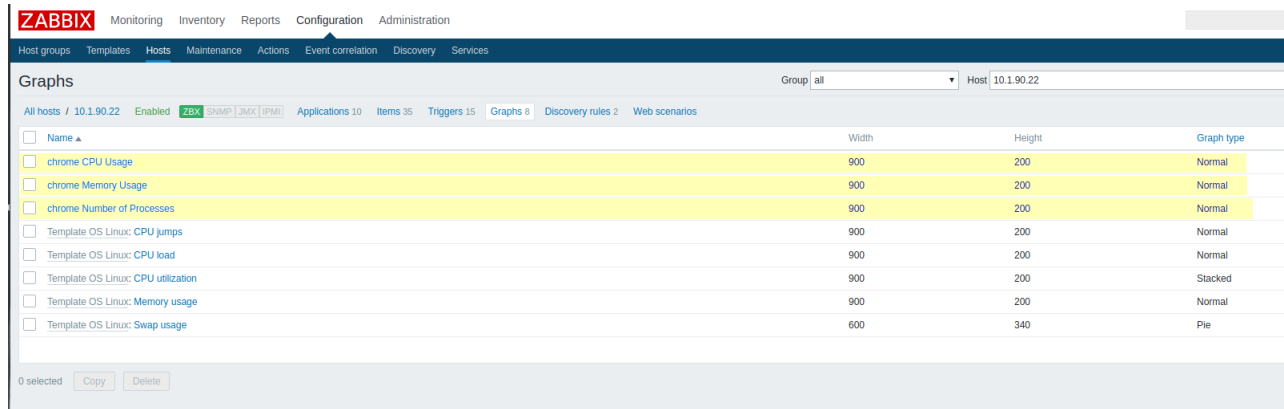 ZABBIX Monitoring Inventory Reports Configuration Administration
Host groups Templates Hosts Maintenance Actions Event correlation Discovery Services
Graphs Group all Host 10.1.90.22
All hosts / 10.1.90.22 Enabled ZBX SNMP JMX IPMI Applications 10 Items 35 Triggers 15 Graphs 8 Discovery rules 2 Web scenarios
Name Width Height Graph type
chrome CPU Usage 900 200 Normal
chrome Memory Usage 900 200 Normal
chrome Number of Processes 900 200 Normal
Template OS Linux: CPU jumps 900 200 Normal
Template OS Linux: CPU load 900 200 Normal
Template OS Linux: CPU utilization 900 200 Stacked
Template OS Linux: Memory usage 900 200 Normal
Template OS Linux: Swap usage 600 340 Pie
0 selected Copy Delete